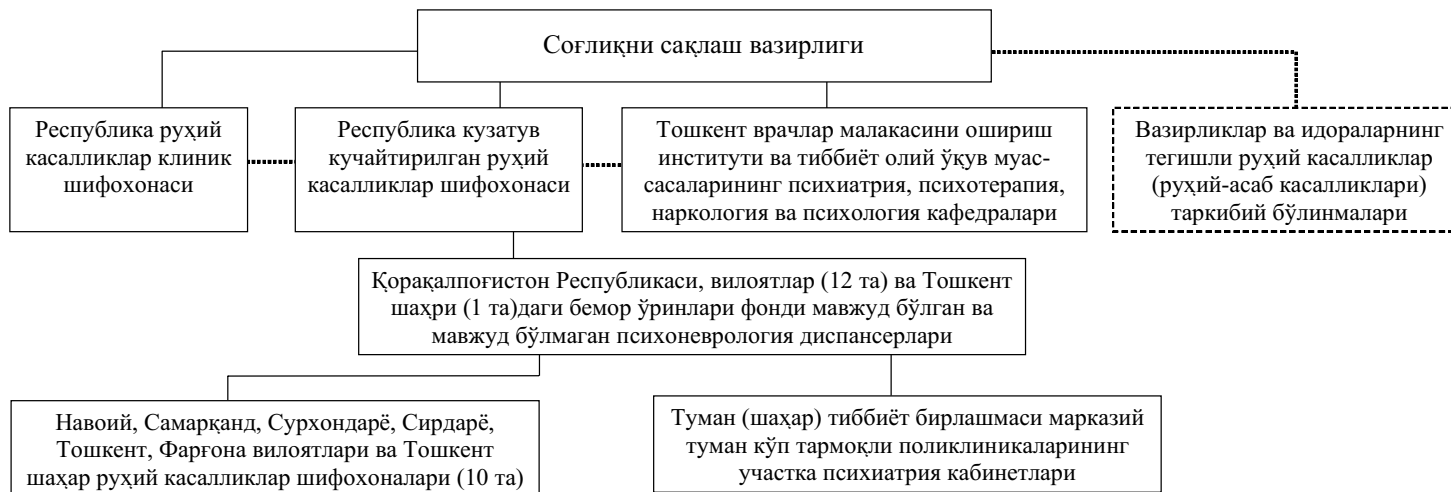 Соғлиқни сақлаш вазирлиги
Республика руҳий
касалликлар клиник
шифохонаси
Республика кузатув
кучайтирилган руҳий
касалликлар шифохонаси
Тошкент врачлар малакасини ошириш
институти ва тиббиёт олий ўқув муас-
сасаларининг психиатрия, психотерапия,
наркология ва психология кафедралари
Вазирликлар ва идораларнинг
тегишли руҳий касалликлар
(руҳий-асаб касалликлари)
таркибий бўлинмалари
Қорақалпоғистон Республикаси, вилоятлар (12 та) ва Тошкент
шаҳри (1 та)даги бемор ўринлари фонди мавжуд бўлган ва
мавжуд бўлмаган психоневрология диспансерлари
Навоий, Самарқанд, Сурхондарё, Сирдарё,
Тошкент, Фарғона вилоятлари ва Тошкент
шаҳар руҳий касалликлар шифохоналари (10 та)
Туман (шаҳар) тиббиёт бирлашмаси марказий
туман кўп тармоқли поликлиникаларининг
участка психиатрия кабинетлари